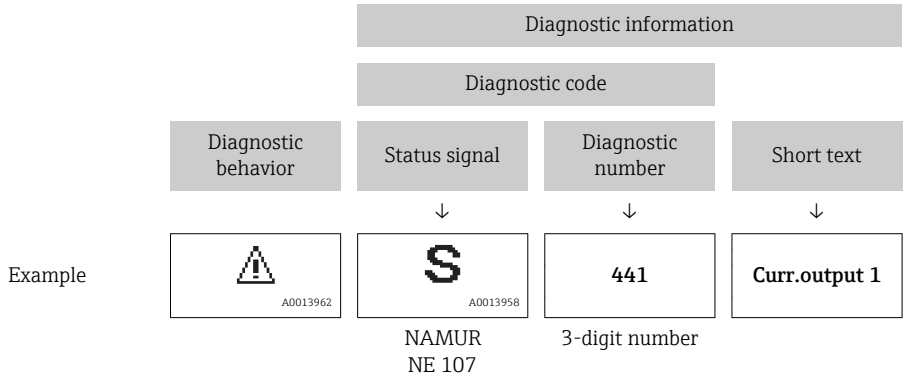 Diagnostic information
Diagnostic code
Diagnostic
behavior
Status signal
Diagnostic
number
Short text
↓ ↓ ↓
Example
A0013962
S
A0013958
441
Curr.output 1
NAMUR
NE 107
3-digit number